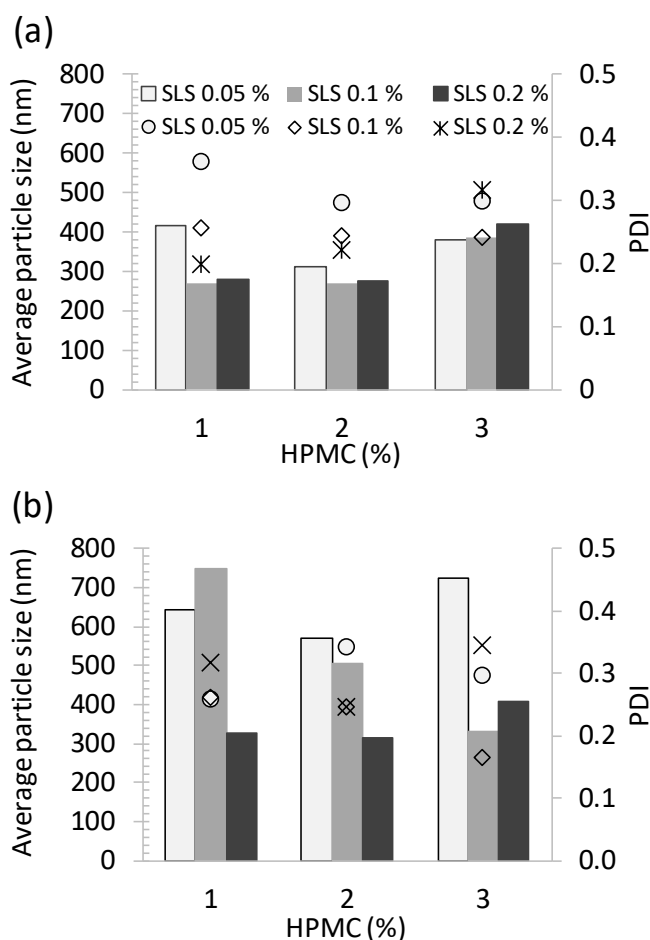 (a)
800
700
600
500
400
300
200
100
0
Average particle size (nm)
SLS 0.05 % SLS 0.1 % SLS 0.2 %
SLS 0.05 % SLS 0.1 % SLS 0.2 %
0.5
0.4
0.3
0.2
0.1
0
PDI
1 2 3
HPMC (%)
(b)
800
700
600
500
400
300
200
100
0
Average particle size (nm)
0.5
0.4
0.3
0.2
0.1
0.0
PDI
1 2 3
HPMC (%)